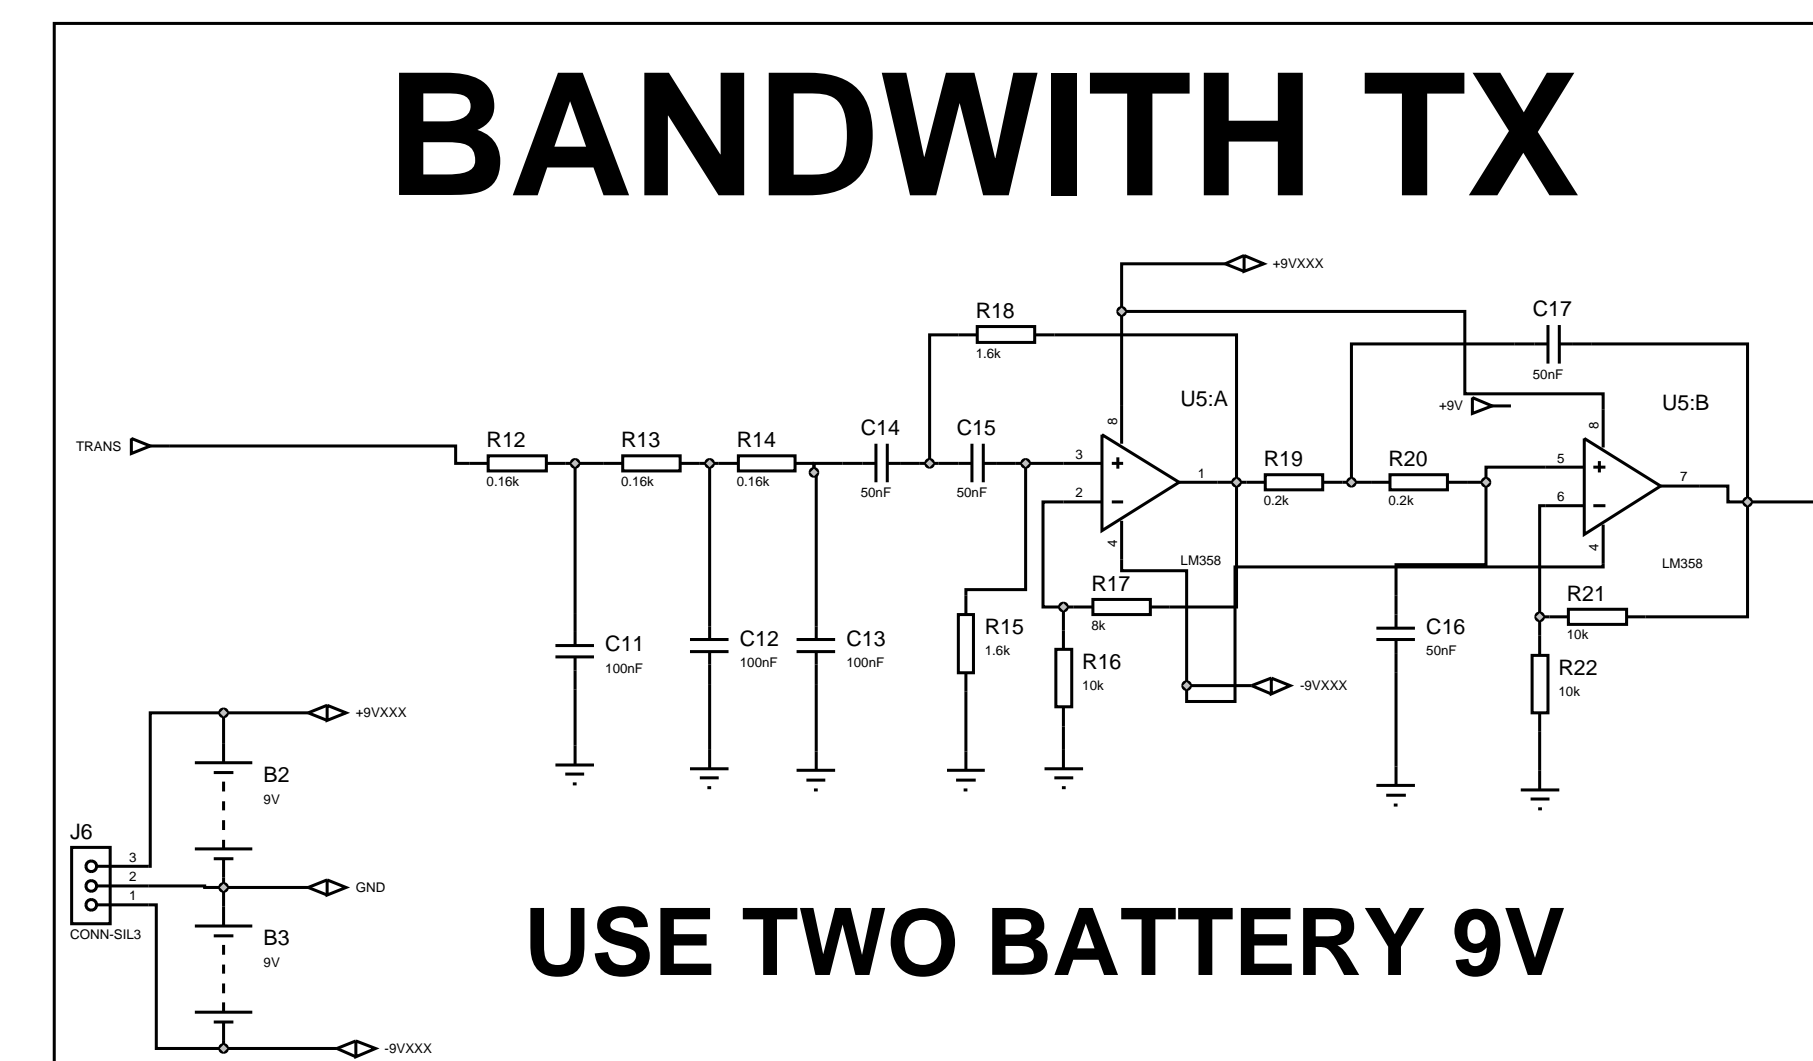 BANDWITH TX
+9VXXX
R18
1.6k
C17
50nF
U5:A
+9V
U5:B
TRANS
R12
0.16k
R13
0.16k
R14
0.16k
C14
50nF
C15
50nF
8
3
2
1
4
LM358
R19
0.2k
R20
0.2k
8
5
6
7
4
LM358
R17
8k
R21
10k
C11
100nF
C12
100nF
C13
100nF
R15
1.6k
R16
10k
C16
50nF
R22
10k
-9VXXX
+9VXXX
B2
9V
J6
3
2
1
CONN-SIL3
GND
B3
9V
-9VXXX
USE TWO BATTERY 9V